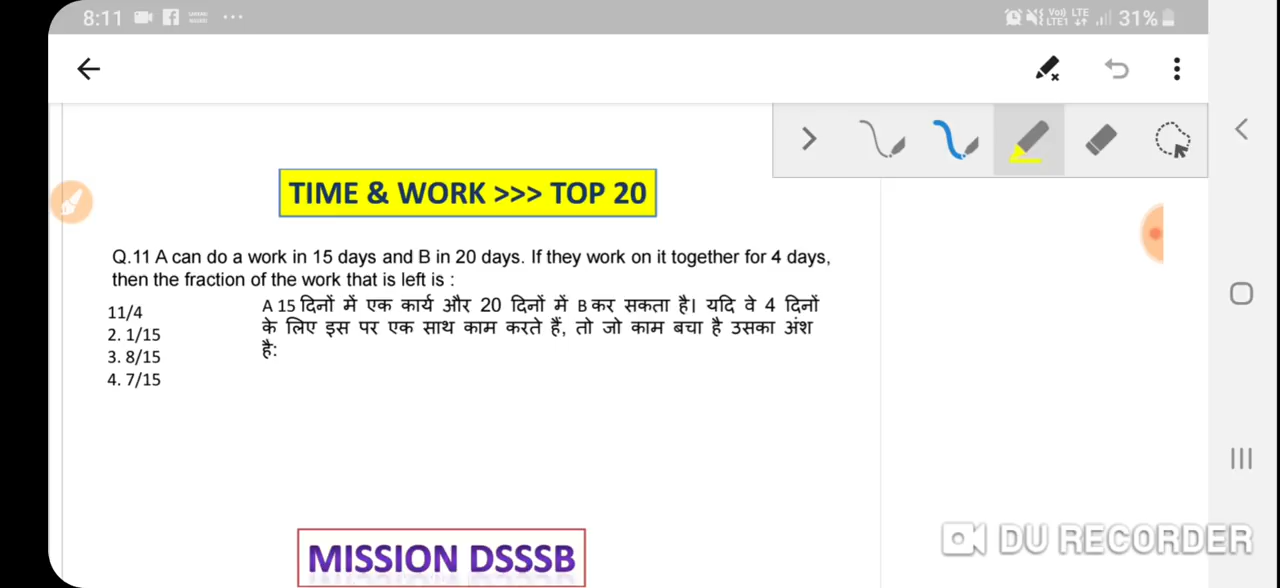 8:11
Vo)) LTE
LTE1
31%
TIME & WORK >>> TOP 20
Q.11 A can do a work in 15 days and B in 20 days. If they work on it together for 4 days,
then the fraction of the work that is left is :
11/4
2. 1/15
3. 8/15
4. 7/15
A 15 दिनों में एक कार्य और 20 दिनों में B कर सकता है। यदि वे 4 दिनों
के लिए इस पर एक साथ काम करते हैं, तो जो काम बचा है उसका अंश
है:
MISSION DSSSB
DU RECORDER